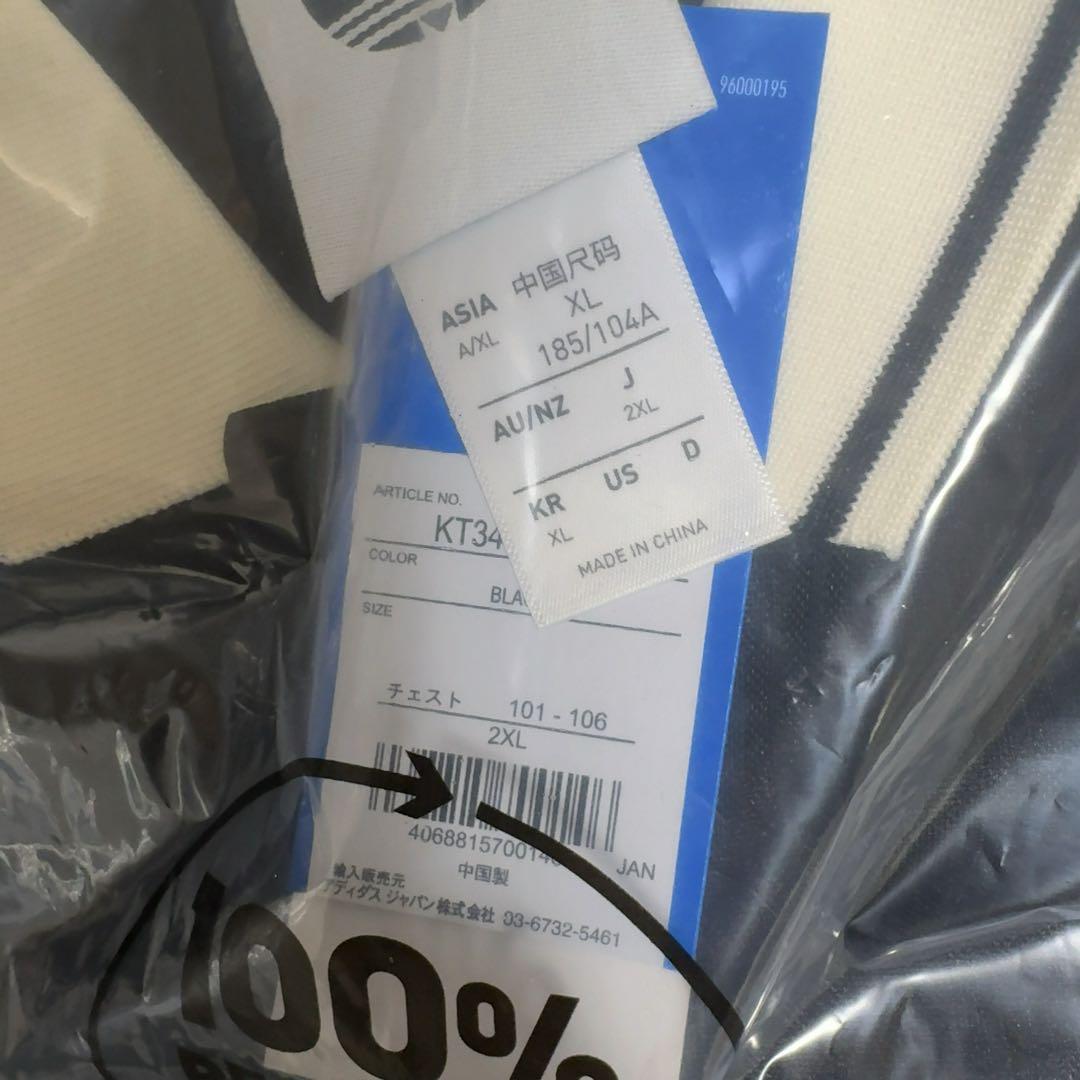 96000195
ASIA 中国尺码
A/XL XL
185/104A
AU/NZ J
2XL
KR US D
XL
MADE IN CHINA
ARTICLE NO.
KT34
COLOR
BLA
SIZE
チェスト 101 - 106
2XL
4068815700140
JAN
中国製
輸入販売元
アディダス ジャパン株式会社 03-6732-5461
100%